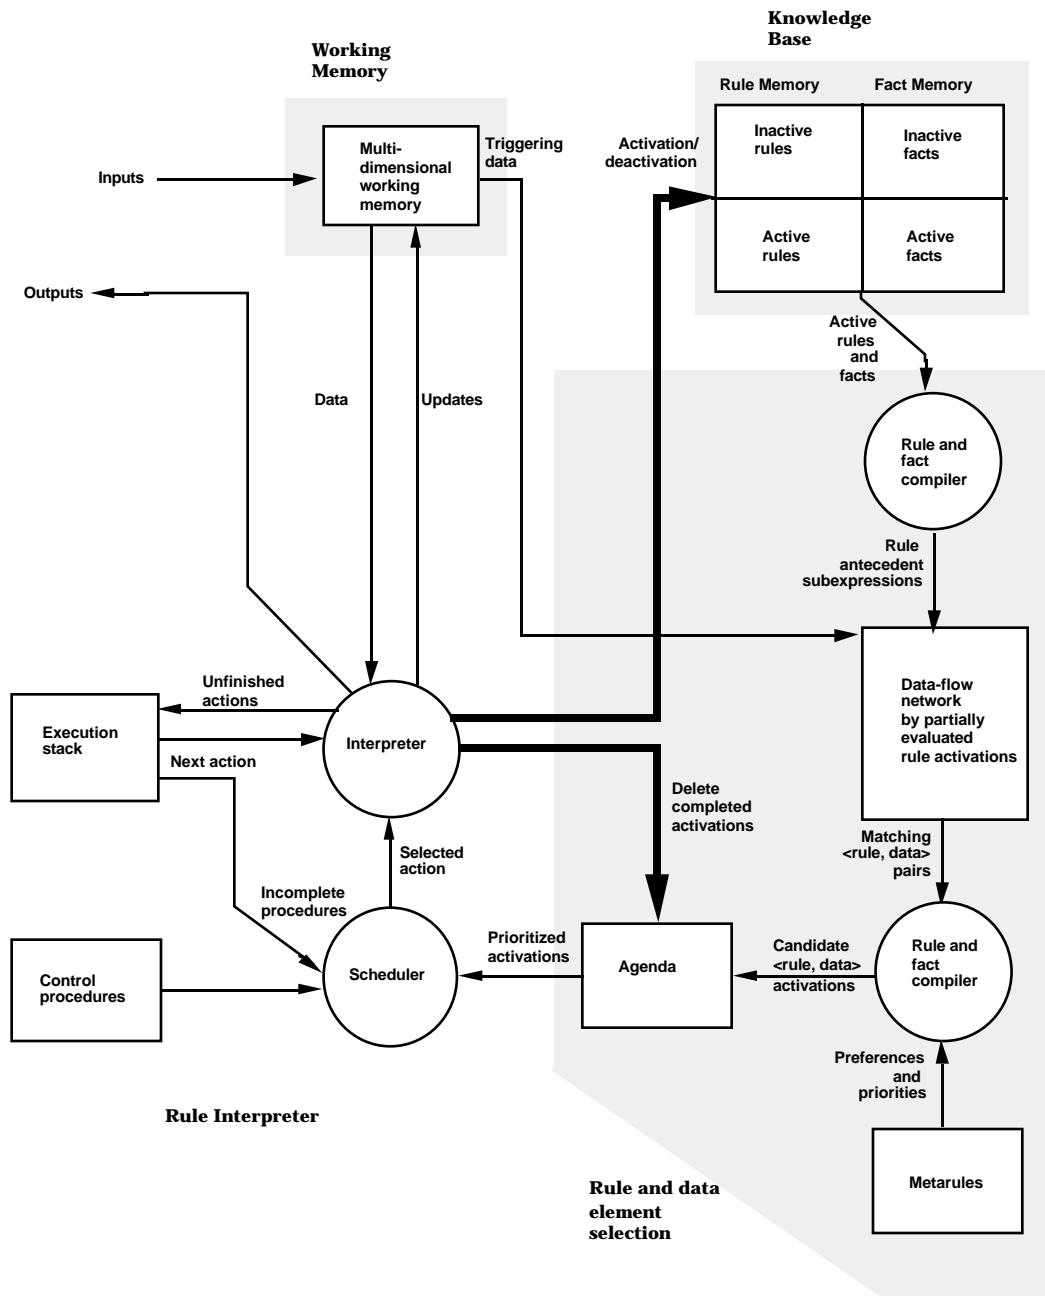 Knowledge
Base
Working
Memory
Rule Memory
Fact Memory
Inactive
rules
Inactive
facts
Active
rules
Active
facts
Multi-
dimensional
working
memory
Triggering
data
Activation/
deactivation
Inputs
Outputs
Active
rules
and
facts
Data
Updates
Rule and
fact
compiler
Rule
antecedent
subexpressions
Unfinished
actions
Execution
stack
Interpreter
Next action
Data-flow
network
by partially
evaluated
rule activations
Delete
completed
activations
Matching
<rule, data>
pairs
Selected
action
Incomplete
procedures
Control
procedures
Scheduler
Prioritized
activations
Agenda
Candidate
<rule, data>
activations
Rule and
fact
compiler
Preferences
and
priorities
Rule Interpreter
Metarules
Rule and data
element
selection